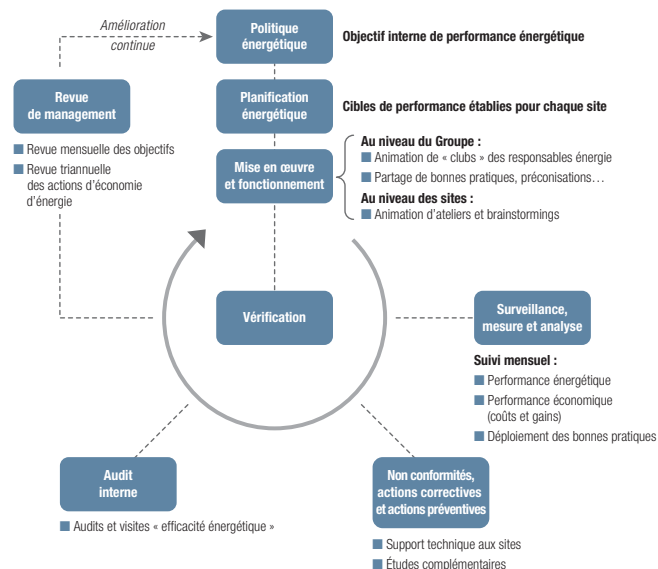 Amélioration
continue
Politique
énergétique
Objectif interne de performance énergétique
Revue
de management
Planification
énergétique
Cibles de performance établies pour chaque site
■ Revue mensuelle des objectifs
■ Revue triannuelle
des actions d'économie
d'énergie
Mise en œuvre
et fonctionnement
Au niveau du Groupe :
■ Animation de « clubs » des responsables énergie
■ Partage de bonnes pratiques, préconisations…
Au niveau des sites :
■ Animation d'ateliers et brainstormings
Vérification
Surveillance,
mesure et analyse
Suivi mensuel :
■ Performance énergétique
■ Performance économique
(coûts et gains)
■ Déploiement des bonnes pratiques
Audit
interne
■ Audits et visites « efficacité énergétique »
Non conformités,
actions correctives
et actions préventives
■ Support technique aux sites
■ Études complémentaires